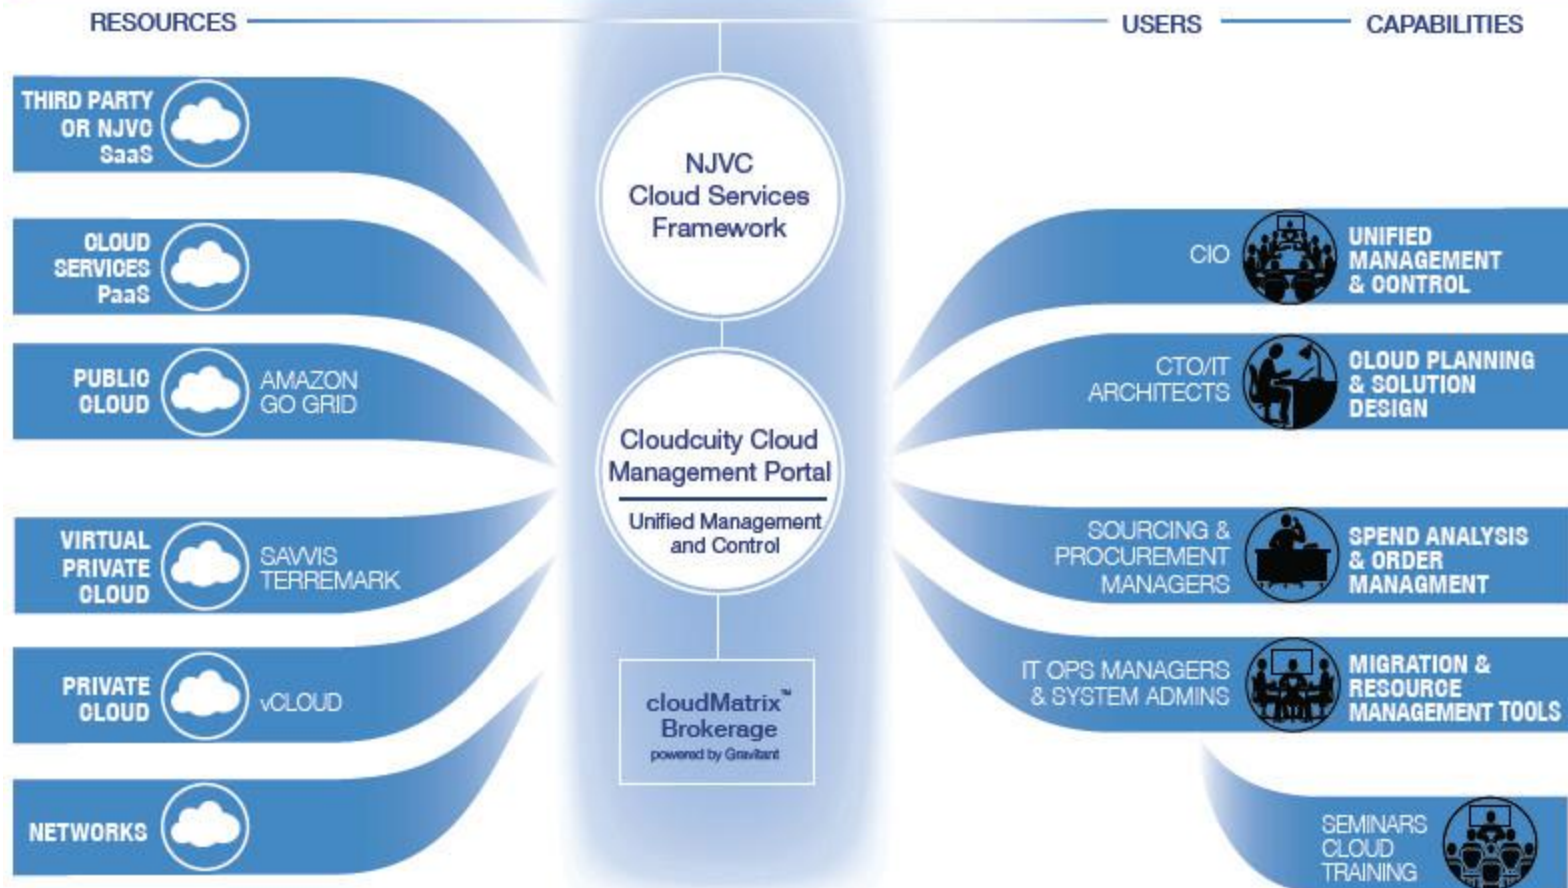 RESOURCES
USERS
CAPABILITIES
THIRD PARTY
OR NJVC
SaaS
CLOUD
SERVICES
PaaS
PUBLIC
CLOUD
AMAZON
GO GRID
VIRTUAL
PRIVATE
CLOUD
SAVVIS
TERREMARK
PRIVATE
CLOUD
vCLOUD
NETWORKS
NJVC
Cloud Services
Framework
Cloudcuity Cloud
Management Portal
Unified Management
and Control
cloudMatrix™
Brokerage
powered by Gravitant
CIO
UNIFIED
MANAGEMENT
& CONTROL
CTO/IT
ARCHITECTS
CLOUD PLANNING
& SOLUTION
DESIGN
SOURCING &
PROCUREMENT
MANAGERS
SPEND ANALYSIS
& ORDER
MANAGMENT
IT OPS MANAGERS
& SYSTEM ADMINS
MIGRATION &
RESOURCE
MANAGEMENT TOOLS
SEMINARS
CLOUD
TRAINING